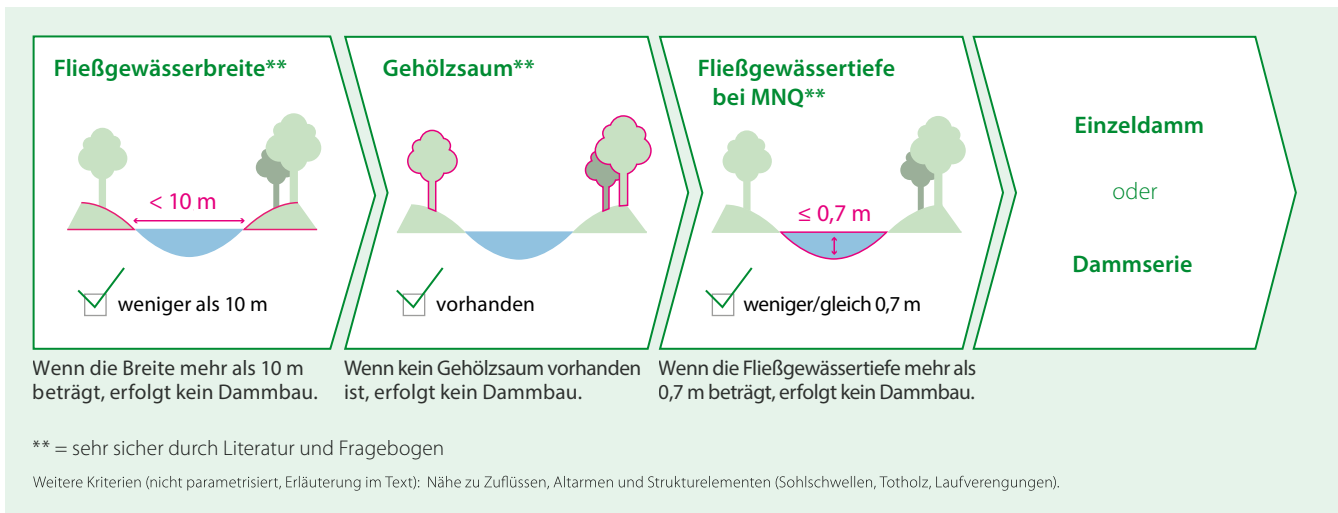 Fließgewässerbreite**
< 10 m
weniger als 10 m
Wenn die Breite mehr als 10 m
beträgt, erfolgt kein Dammbau.
Gehölzsaum**
vorhanden
Wenn kein Gehölzsaum vorhanden
ist, erfolgt kein Dammbau.
Fließgewässertiefe
bei MNQ**
≤ 0,7 m
weniger/gleich 0,7 m
Wenn die Fließgewässertiefe mehr als
0,7 m beträgt, erfolgt kein Dammbau.
Einzeldamm
oder
Dammserie
** = sehr sicher durch Literatur und Fragebogen
Weitere Kriterien (nicht parametrisiert, Erläuterung im Text): Nähe zu Zuflüssen, Altarmen und Strukturelementen (Sohlschwellen, Totholz, Laufverengungen).